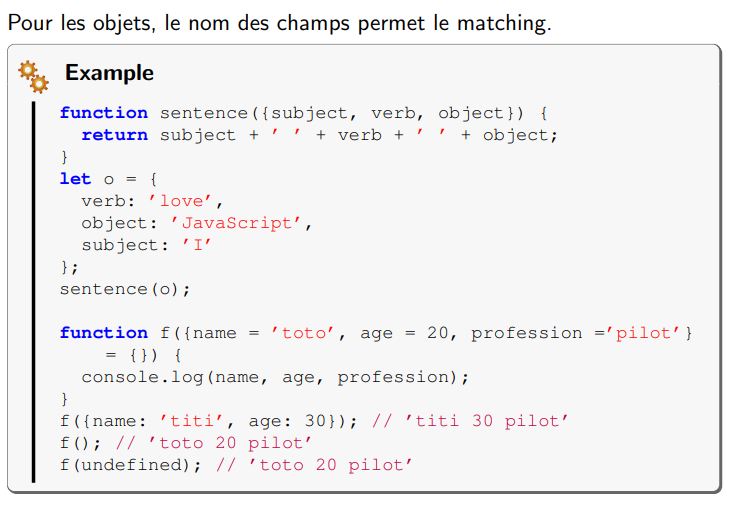 Pour les objets, le nom des champs permet le matching.
Example
function sentence({subject, verb, object}) {
  return subject + ' ' + verb + ' ' + object;
}
let o = {
  verb: 'love',
  object: 'JavaScript',
  subject: 'I'
};
sentence(o);

function f({name = 'toto', age = 20, profession ='pilot'}
    = {}) {
  console.log(name, age, profession);
}
f({name: 'titi', age: 30}); // 'titi 30 pilot'
f(); // 'toto 20 pilot'
f(undefined); // 'toto 20 pilot'